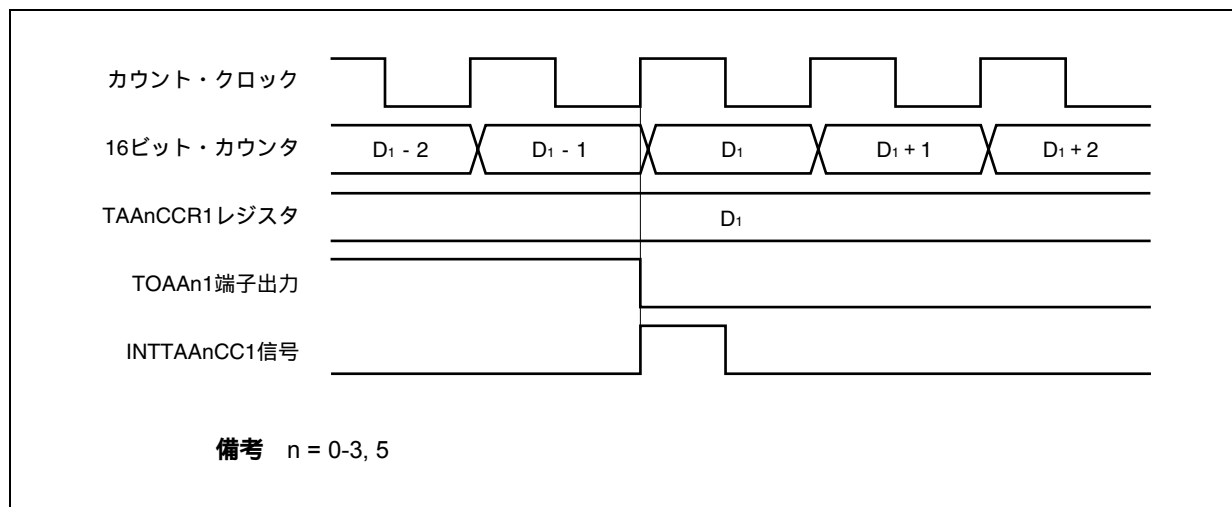 カウント・クロック
16ビット・カウンタ D1 - 2 D1 - 1 D1 D1 + 1 D1 + 2
TAAnCCR1レジスタ D1
TOAAn1端子出力
INTTAAnCC1信号
備考 n = 0-3, 5